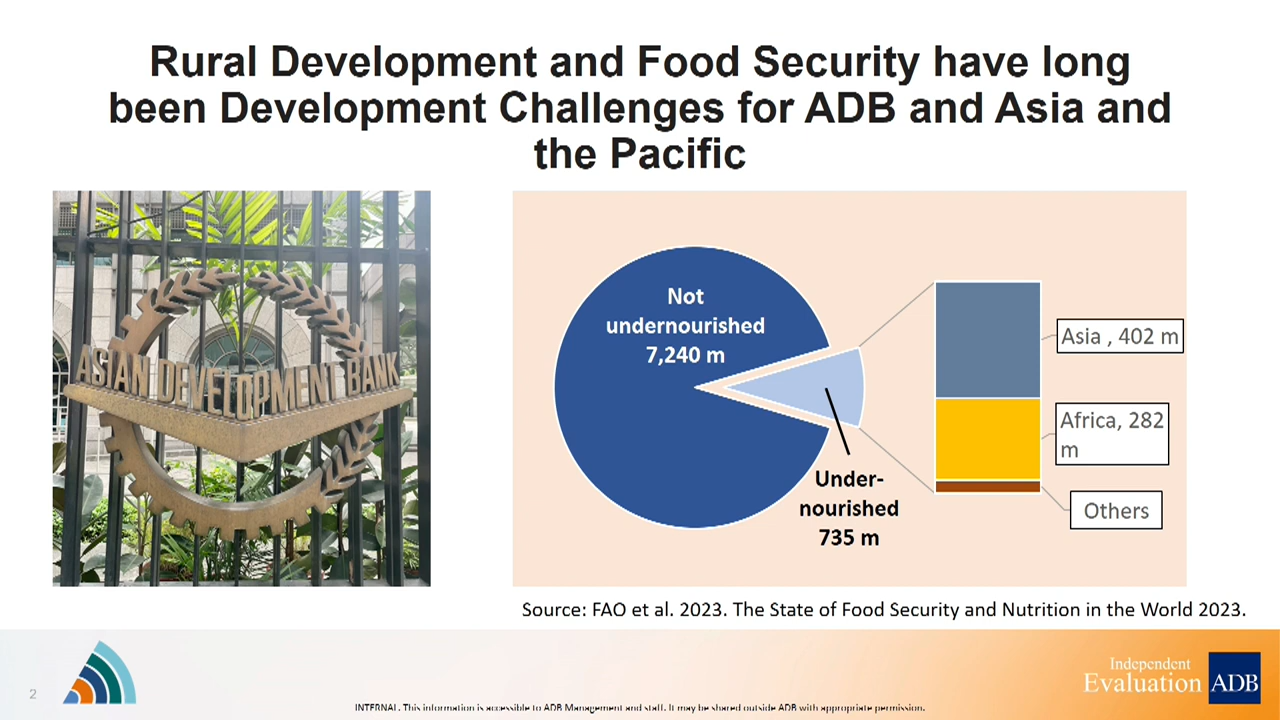 Rural Development and Food Security have long
been Development Challenges for ADB and Asia and
the Pacific
ASIAN DEVELOPMENT BANK
Not
undernourished
7,240 m
Under-
nourished
735 m
Asia , 402 m
Africa, 282
m
Others
Source: FAO et al. 2023. The State of Food Security and Nutrition in the World 2023.
2
INTERNAL. This information is accessible to ADB Management and staff. It may be shared outside ADB with appropriate permission.
Independent
Evaluation
ADB